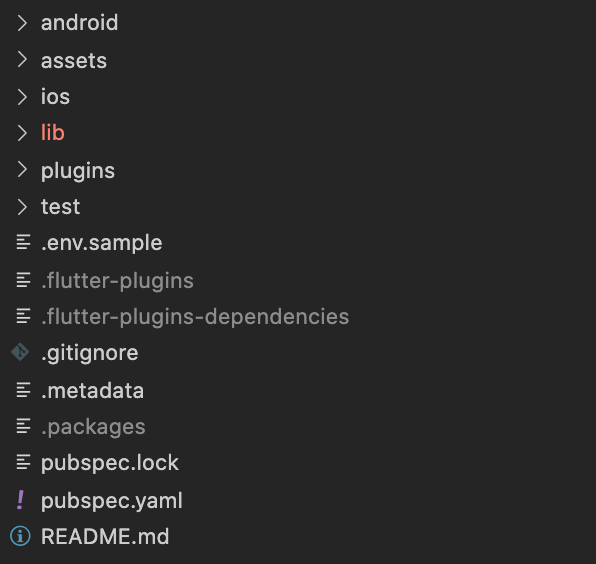 android
assets
ios
lib
plugins
test
.env.sample
.flutter-plugins
.flutter-plugins-dependencies
.gitignore
.metadata
.packages
pubspec.lock
pubspec.yaml
README.md